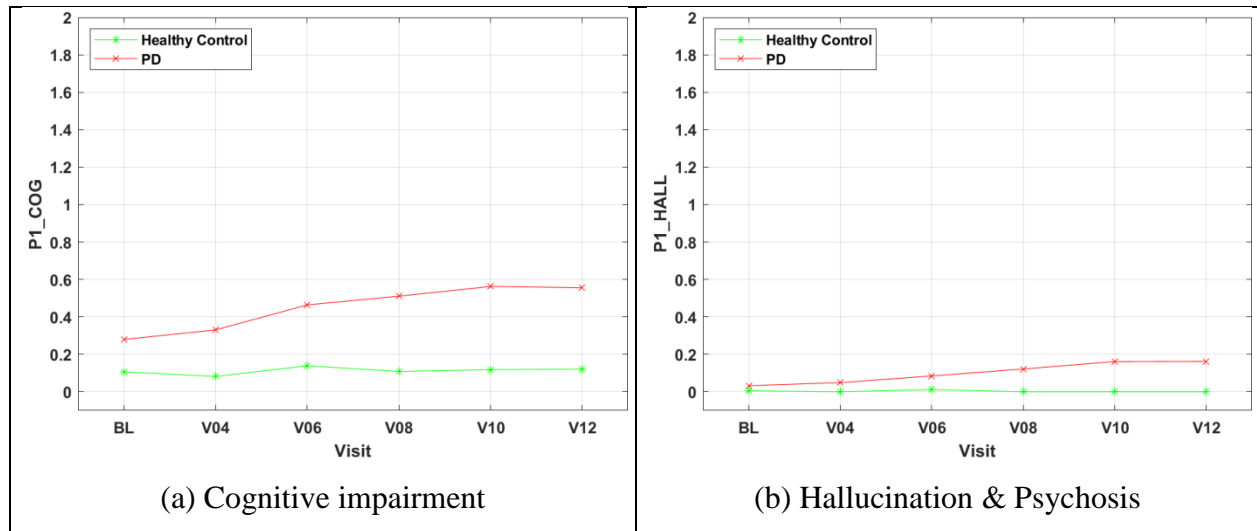 2
1.8
1.6
1.4
1.2
1
0.8
0.6
0.4
0.2
0
P1_COG
Healthy Control
PD
BL V04 V06 V08 V10 V12
Visit
(a) Cognitive impairment
2
1.8
1.6
1.4
1.2
1
0.8
0.6
0.4
0.2
0
P1_HALL
Healthy Control
PD
BL V04 V06 V08 V10 V12
Visit
(b) Hallucination & Psychosis